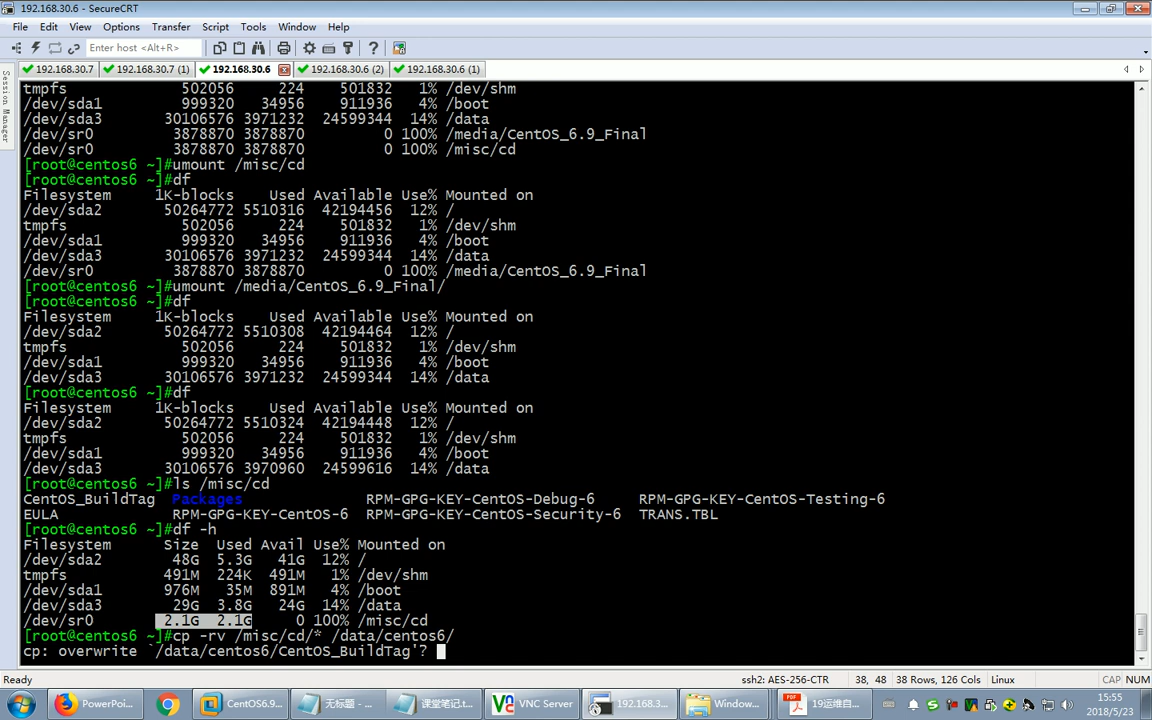 192.168.30.6 - SecureCRT
File Edit View Options Transfer Script Tools Window Help
Enter host <Alt+R>
192.168.30.7 192.168.30.7 (1) 192.168.30.6 192.168.30.6 (2) 192.168.30.6 (1)
Session Manager
tmpfs 502056 224 501832 1% /dev/shm
/dev/sda1 999320 34956 911936 4% /boot
/dev/sda3 30106576 3971232 24599344 14% /data
/dev/sr0 3878870 3878870 0 100% /media/CentOS_6.9_Final
/dev/sr0 3878870 3878870 0 100% /misc/cd
[root@centos6 ~]#umount /misc/cd
[root@centos6 ~]#df
Filesystem 1K-blocks Used Available Use% Mounted on
/dev/sda2 50264772 5510316 42194456 12% /
tmpfs 502056 224 501832 1% /dev/shm
/dev/sda1 999320 34956 911936 4% /boot
/dev/sda3 30106576 3971232 24599344 14% /data
/dev/sr0 3878870 3878870 0 100% /media/CentOS_6.9_Final
[root@centos6 ~]#umount /media/CentOS_6.9_Final/
[root@centos6 ~]#df
Filesystem 1K-blocks Used Available Use% Mounted on
/dev/sda2 50264772 5510308 42194464 12% /
tmpfs 502056 224 501832 1% /dev/shm
/dev/sda1 999320 34956 911936 4% /boot
/dev/sda3 30106576 3971232 24599344 14% /data
[root@centos6 ~]#df
Filesystem 1K-blocks Used Available Use% Mounted on
/dev/sda2 50264772 5510324 42194448 12% /
tmpfs 502056 224 501832 1% /dev/shm
/dev/sda1 999320 34956 911936 4% /boot
/dev/sda3 30106576 3970960 24599616 14% /data
[root@centos6 ~]#ls /misc/cd
CentOS_BuildTag Packages RPM-GPG-KEY-CentOS-Debug-6 RPM-GPG-KEY-CentOS-Testing-6
EULA RPM-GPG-KEY-CentOS-6 RPM-GPG-KEY-CentOS-Security-6 TRANS.TBL
[root@centos6 ~]#df -h
Filesystem Size Used Avail Use% Mounted on
/dev/sda2 48G 5.3G 41G 12% /
tmpfs 491M 224K 491M 1% /dev/shm
/dev/sda1 976M 35M 891M 4% /boot
/dev/sda3 29G 3.8G 24G 14% /data
/dev/sr0 2.1G 2.1G 0 100% /misc/cd
[root@centos6 ~]#cp -rv /misc/cd/* /data/centos6/
cp: overwrite `/data/centos6/CentOS_BuildTag'?
Ready ssh2: AES-256-CTR 38, 48 38 Rows, 126 Cols Linux CAP NUM
PowerPoi... CentOS6.9... 无标题 - ... 课堂笔记.t... VNC Server 192.168.3... Window... 19运维自... 15:55
2018/5/23